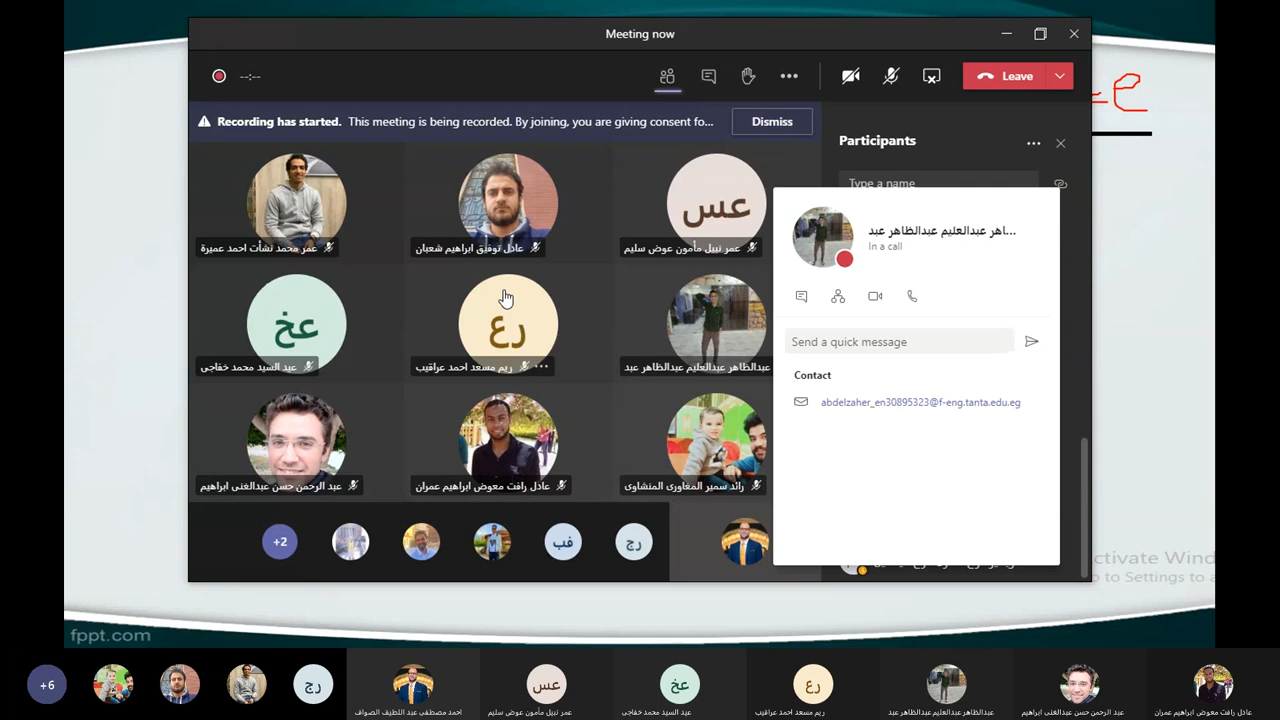 Meeting now
--:--
Leave
Recording has started. This meeting is being recorded. By joining, you are giving consent fo...
Dismiss
Participants
Type a name
عمر محمد نشأت احمد عميرة
عادل توفيق ابراهيم شعبان
عس
عمر نبيل مأمون عوض سليم
اهر عبدالعليم عبدالظاهر عبد...
In a call
عخ
عبد السيد محمد خفاجى
رع
ريم مسعد احمد عراقيب
عبدالظاهر عبدالعليم عبدالظاهر عبد
Send a quick message
Contact
abdelzaher_en30895323@f-eng.tanta.edu.eg
عبد الرحمن حسن عبدالغنى ابراهيم
عادل رافت معوض ابراهيم عمران
رائد سمير المغاورى المنشاوى
+2
فب
رج
ctivate Wind
o to Settings to a
fppt.com
+6
رج
احمد مصطفى عبد اللطيف الصواف
عس
عمر نبيل مأمون عوض سليم
عخ
عبد السيد محمد خفاجى
رع
ريم مسعد احمد عراقيب
عبدالظاهر عبدالعليم عبدالظاهر عبد
عبد الرحمن حسن عبدالغنى ابراهيم
عادل رافت معوض ابراهيم عمران